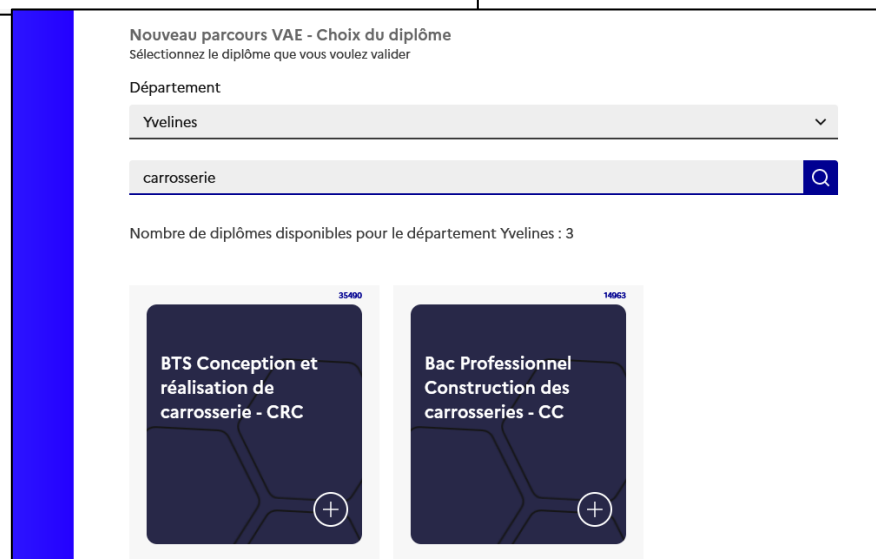 Nouveau parcours VAE - Choix du diplôme
Sélectionnez le diplôme que vous voulez valider
Département
Yvelines
carrosserie
Nombre de diplômes disponibles pour le département Yvelines : 3
35490
BTS Conception et
réalisation de
carrosserie - CRC
14963
Bac Professionnel
Construction des
carrosseries - CC